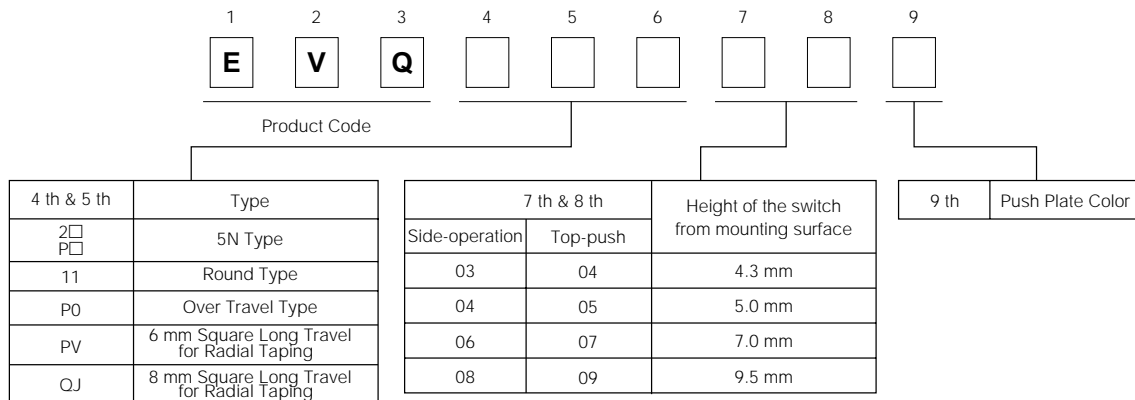 1 2 3 4 5 6 7 8 9
E V Q
Product Code
4 th & 5 th Type
2□
P□
5N Type
11 Round Type
P0 Over Travel Type
PV 6 mm Square Long Travel
for Radial Taping
QJ 8 mm Square Long Travel
for Radial Taping
7 th & 8 th Height of the switch
from mounting surface
Side-operation Top-push
03 04 4.3 mm
04 05 5.0 mm
06 07 7.0 mm
08 09 9.5 mm
9 th Push Plate Color